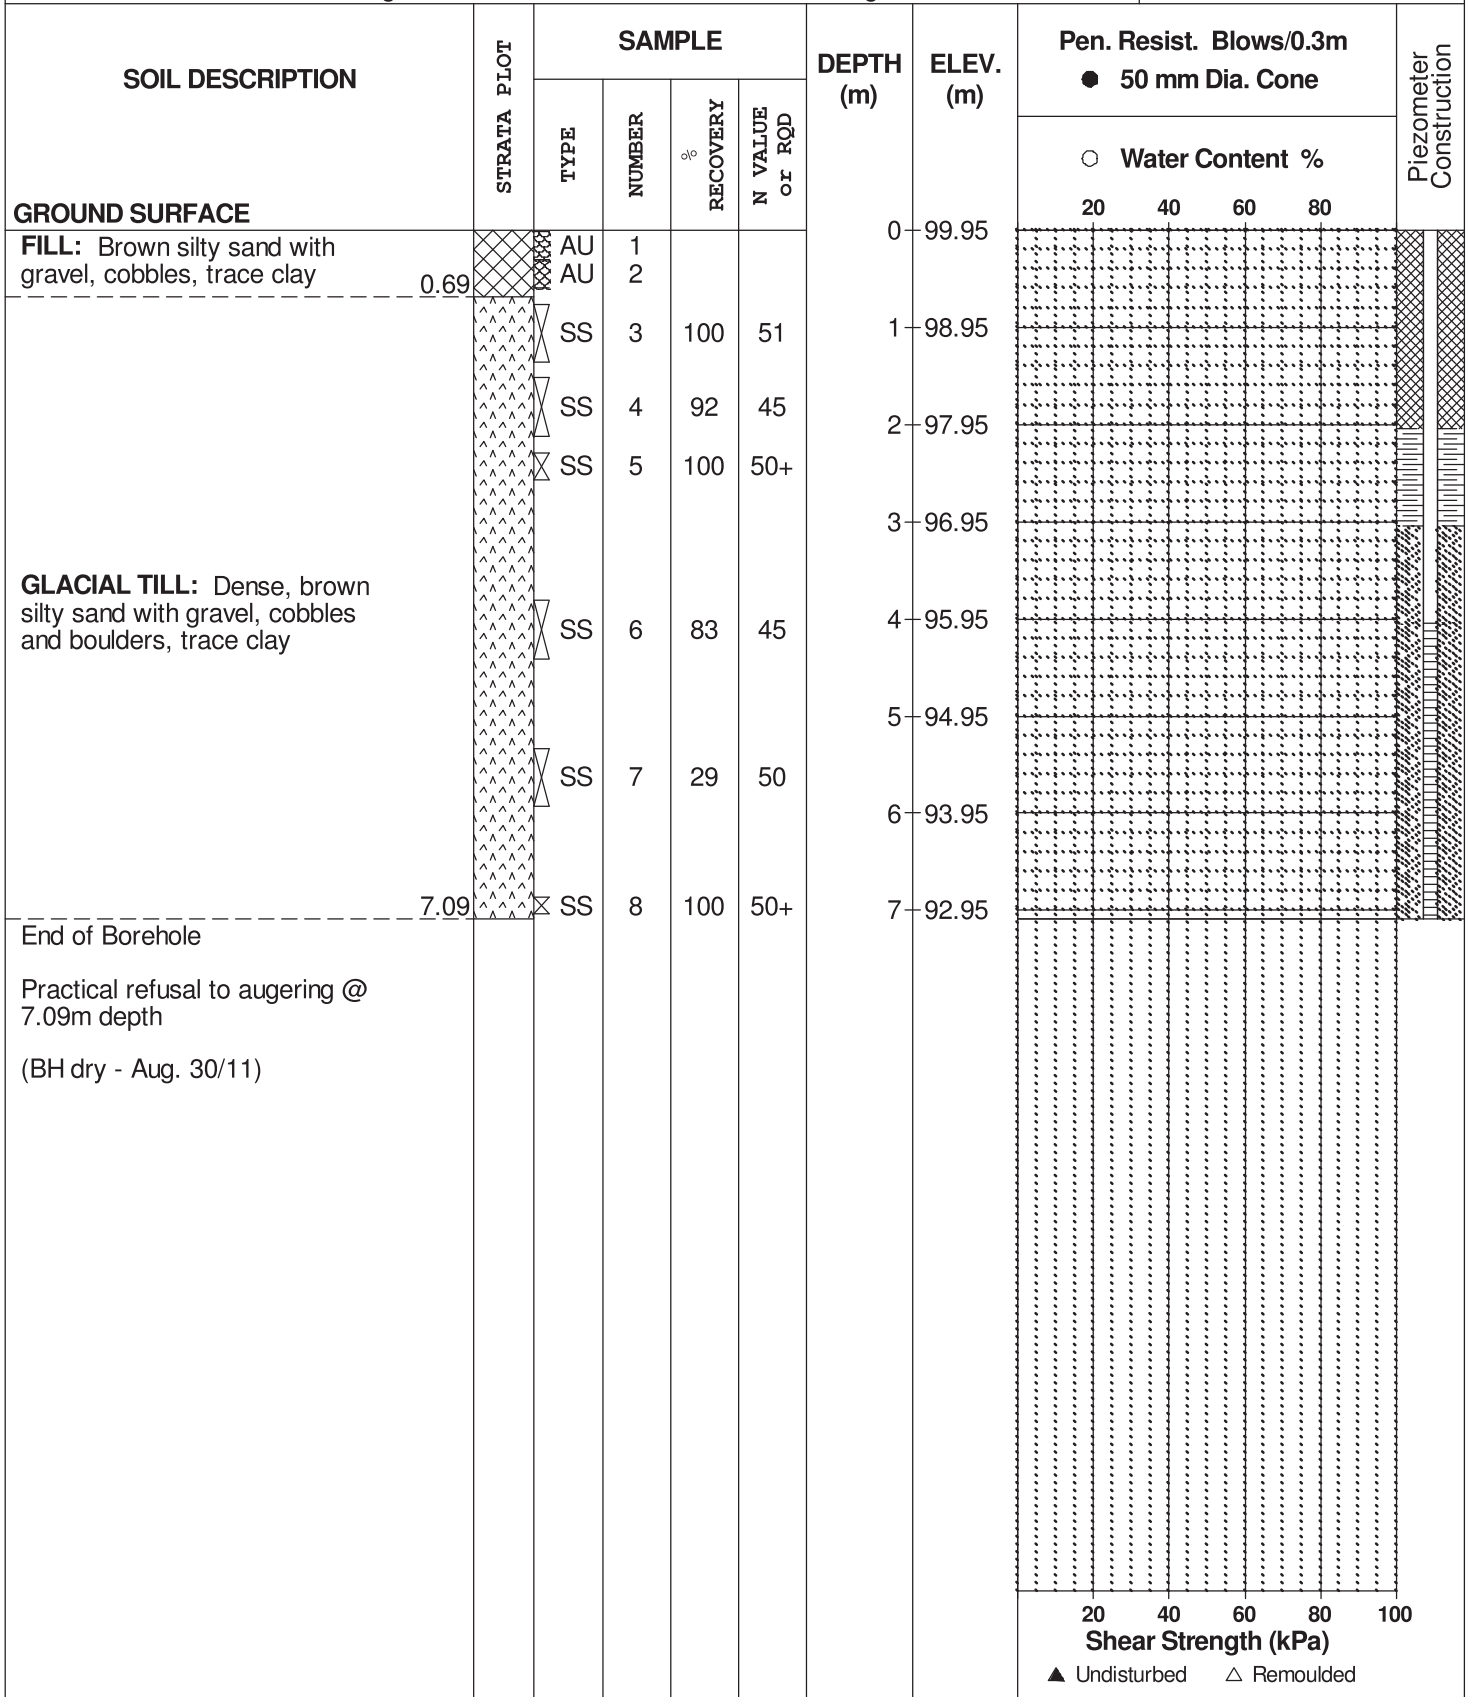 SOIL DESCRIPTION
GROUND SURFACE
STRATA PLOT
SAMPLE
TYPE
NUMBER
% RECOVERY
N VALUE
or RQD
DEPTH
(m)
ELEV.
(m)
Pen. Resist. Blows/0.3m
50 mm Dia. Cone
Water Content %
20 40 60 80
Piezometer
Construction
FILL: Brown silty sand with
gravel, cobbles, trace clay
0.69
AU 1
AU 2
SS 3 100 51
SS 4 92 45
SS 5 100 50+
GLACIAL TILL: Dense, brown
silty sand with gravel, cobbles
and boulders, trace clay
SS 6 83 45
SS 7 29 50
7.09
SS 8 100 50+
0 99.95
1 98.95
2 97.95
3 96.95
4 95.95
5 94.95
6 93.95
7 92.95
End of Borehole
Practical refusal to augering @
7.09m depth
(BH dry - Aug. 30/11)
20 40 60 80 100
Shear Strength (kPa)
▲ Undisturbed △ Remoulded